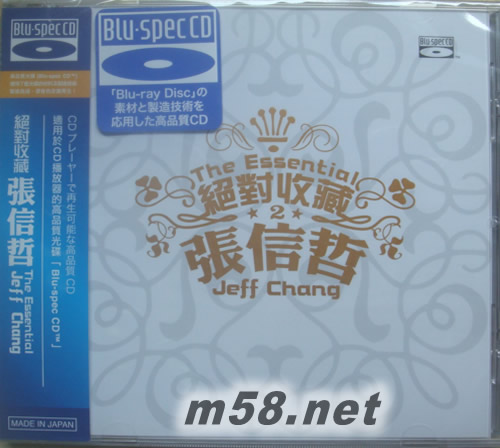 Blu-spec CD
絕對收藏
張信哲
The Essential
Jeff Chang
CD プレーヤーで再生可能な高品質 CD
適用於CD播放器的高品質光碟「Blu-spec CD™」
MADE IN JAPAN
Blu-spec CD
「Blu-ray Disc」の
素材と製造技術を
応用した高品質CD
Blu-spec CD
The Essential
絕對收藏
2
張信哲
Jeff Chang
m58.net